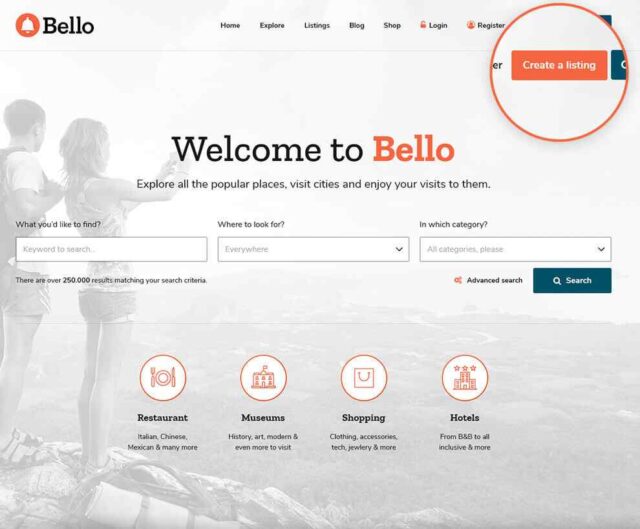 Bello
Home Explore Listings Blog Shop Login Register
er Create a listing
Welcome to Bello
Explore all the popular places, visit cities and enjoy your visits to them.
What you'd like to find? Where to look for? In which category?
Keyword to search... Everywhere All categories, please
There are over 250.000 results matching your search criteria. Advanced search Search
Restaurant Museums Shopping Hotels
Italian, Chinese, History, art, modern & Clothing, accessories, From B&B to all
Mexican & many more even more to visit tech, jewlery & more inclusive & more